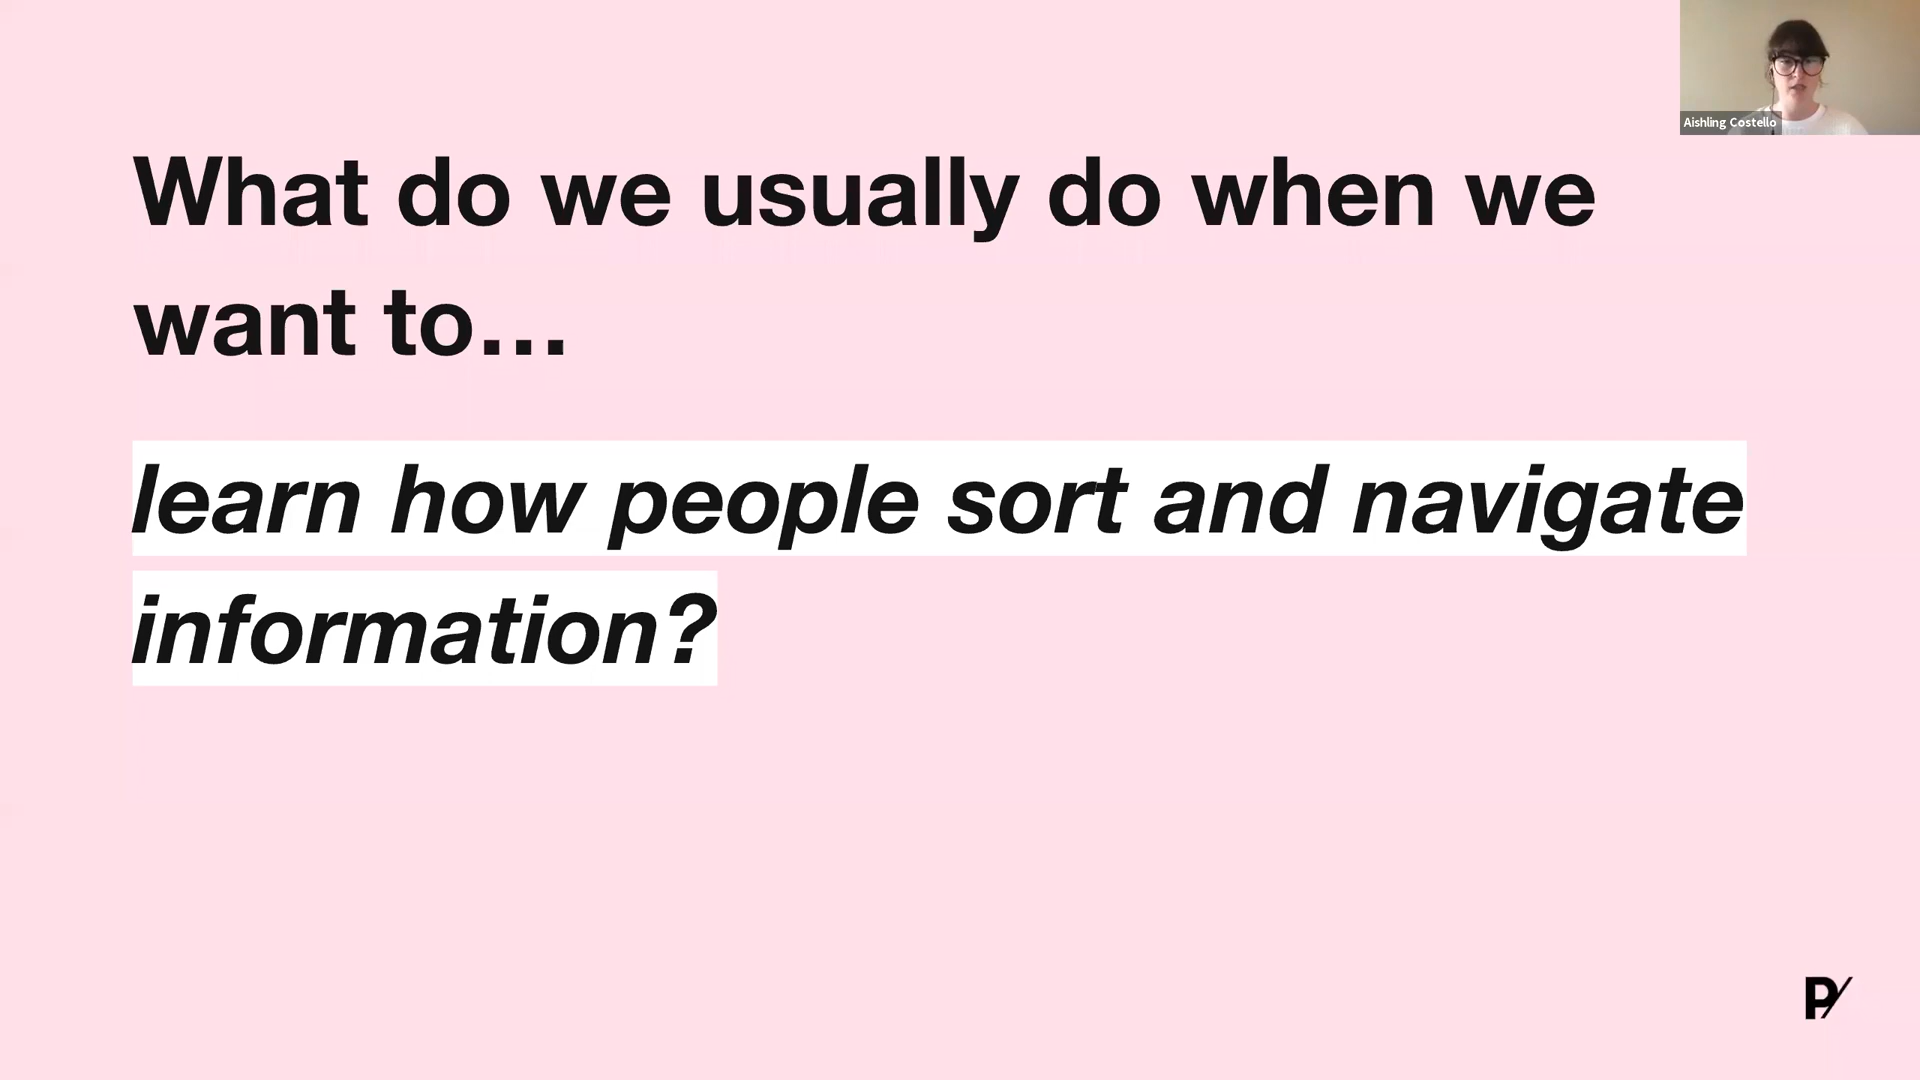 Aishling Costello
What do we usually do when we
want to...
learn how people sort and navigate
information?
P/